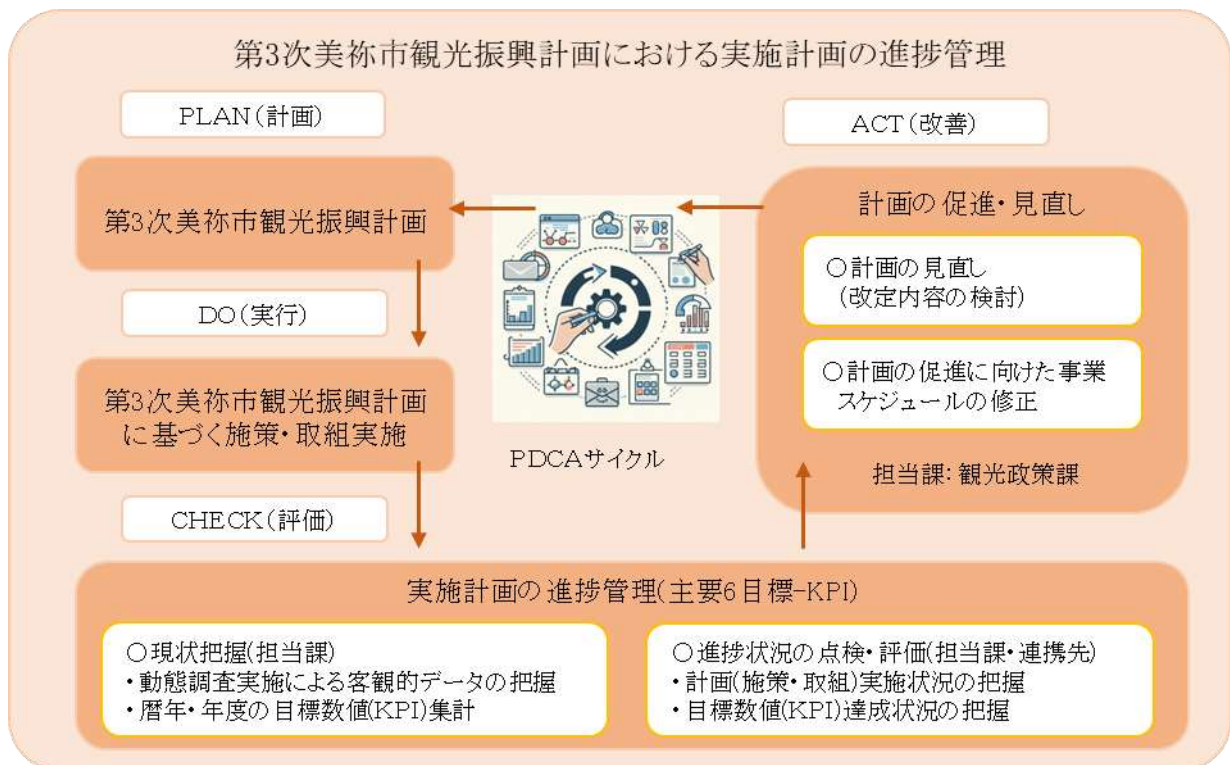 第3次美祢市観光振興計画における実施計画の進捗管理
PLAN(計画)
第3次美祢市観光振興計画
DO(実行)
第3次美祢市観光振興計画
に基づく施策・取組実施
CHECK(評価)
実施計画の進捗管理(主要6目標-KPI)
○現状把握(担当課)
・動態調査実施による客観的データの把握
・暦年・年度の目標数値(KPI)集計
○進捗状況の点検・評価(担当課・連携先)
・計画(施策・取組)実施状況の把握
・目標数値(KPI)達成状況の把握
ACT(改善)
計画の促進・見直し
○計画の見直し
(改定内容の検討)
○計画の促進に向けた事業
スケジュールの修正
担当課:観光政策課
PDCAサイクル